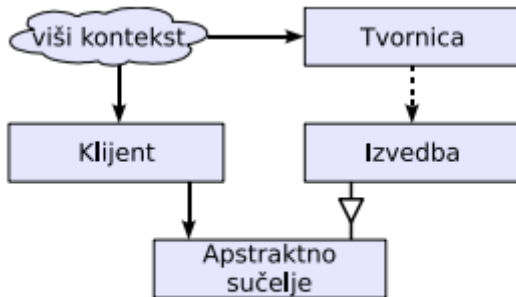 viši kontekst
Tvornica
Klijent
Izvedba
Apstraktno
sučelje